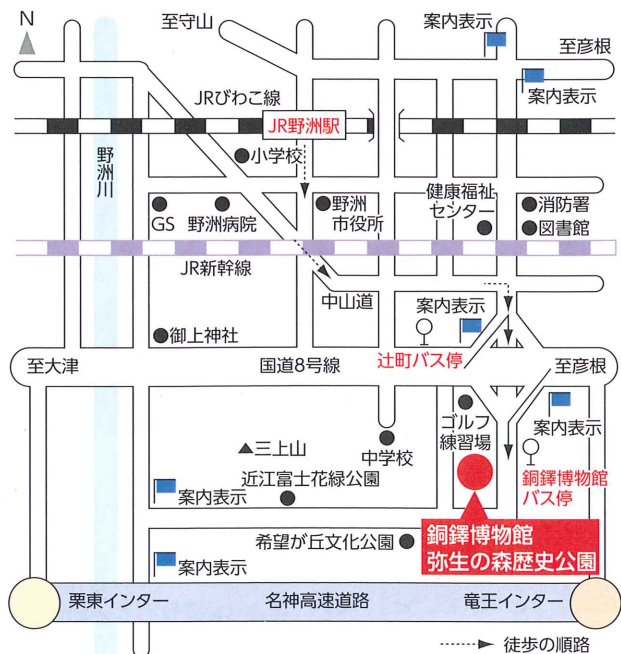 N
至守山
案内表示
至彦根
案内表示
JRびわこ線
JR野洲駅
小学校
野洲川
GS
野洲病院
野洲
市役所
健康福祉
センター
消防署
図書館
JR新幹線
中山道
案内表示
辻町バス停
御上神社
至大津
国道8号線
至彦根
ゴルフ
練習場
案内表示
中学校
三上山
近江富士花緑公園
案内表示
銅鐸博物館
バス停
銅鐸博物館
弥生の森歴史公園
希望が丘文化公園
案内表示
栗東インター
名神高速道路
竜王インター
徒歩の順路